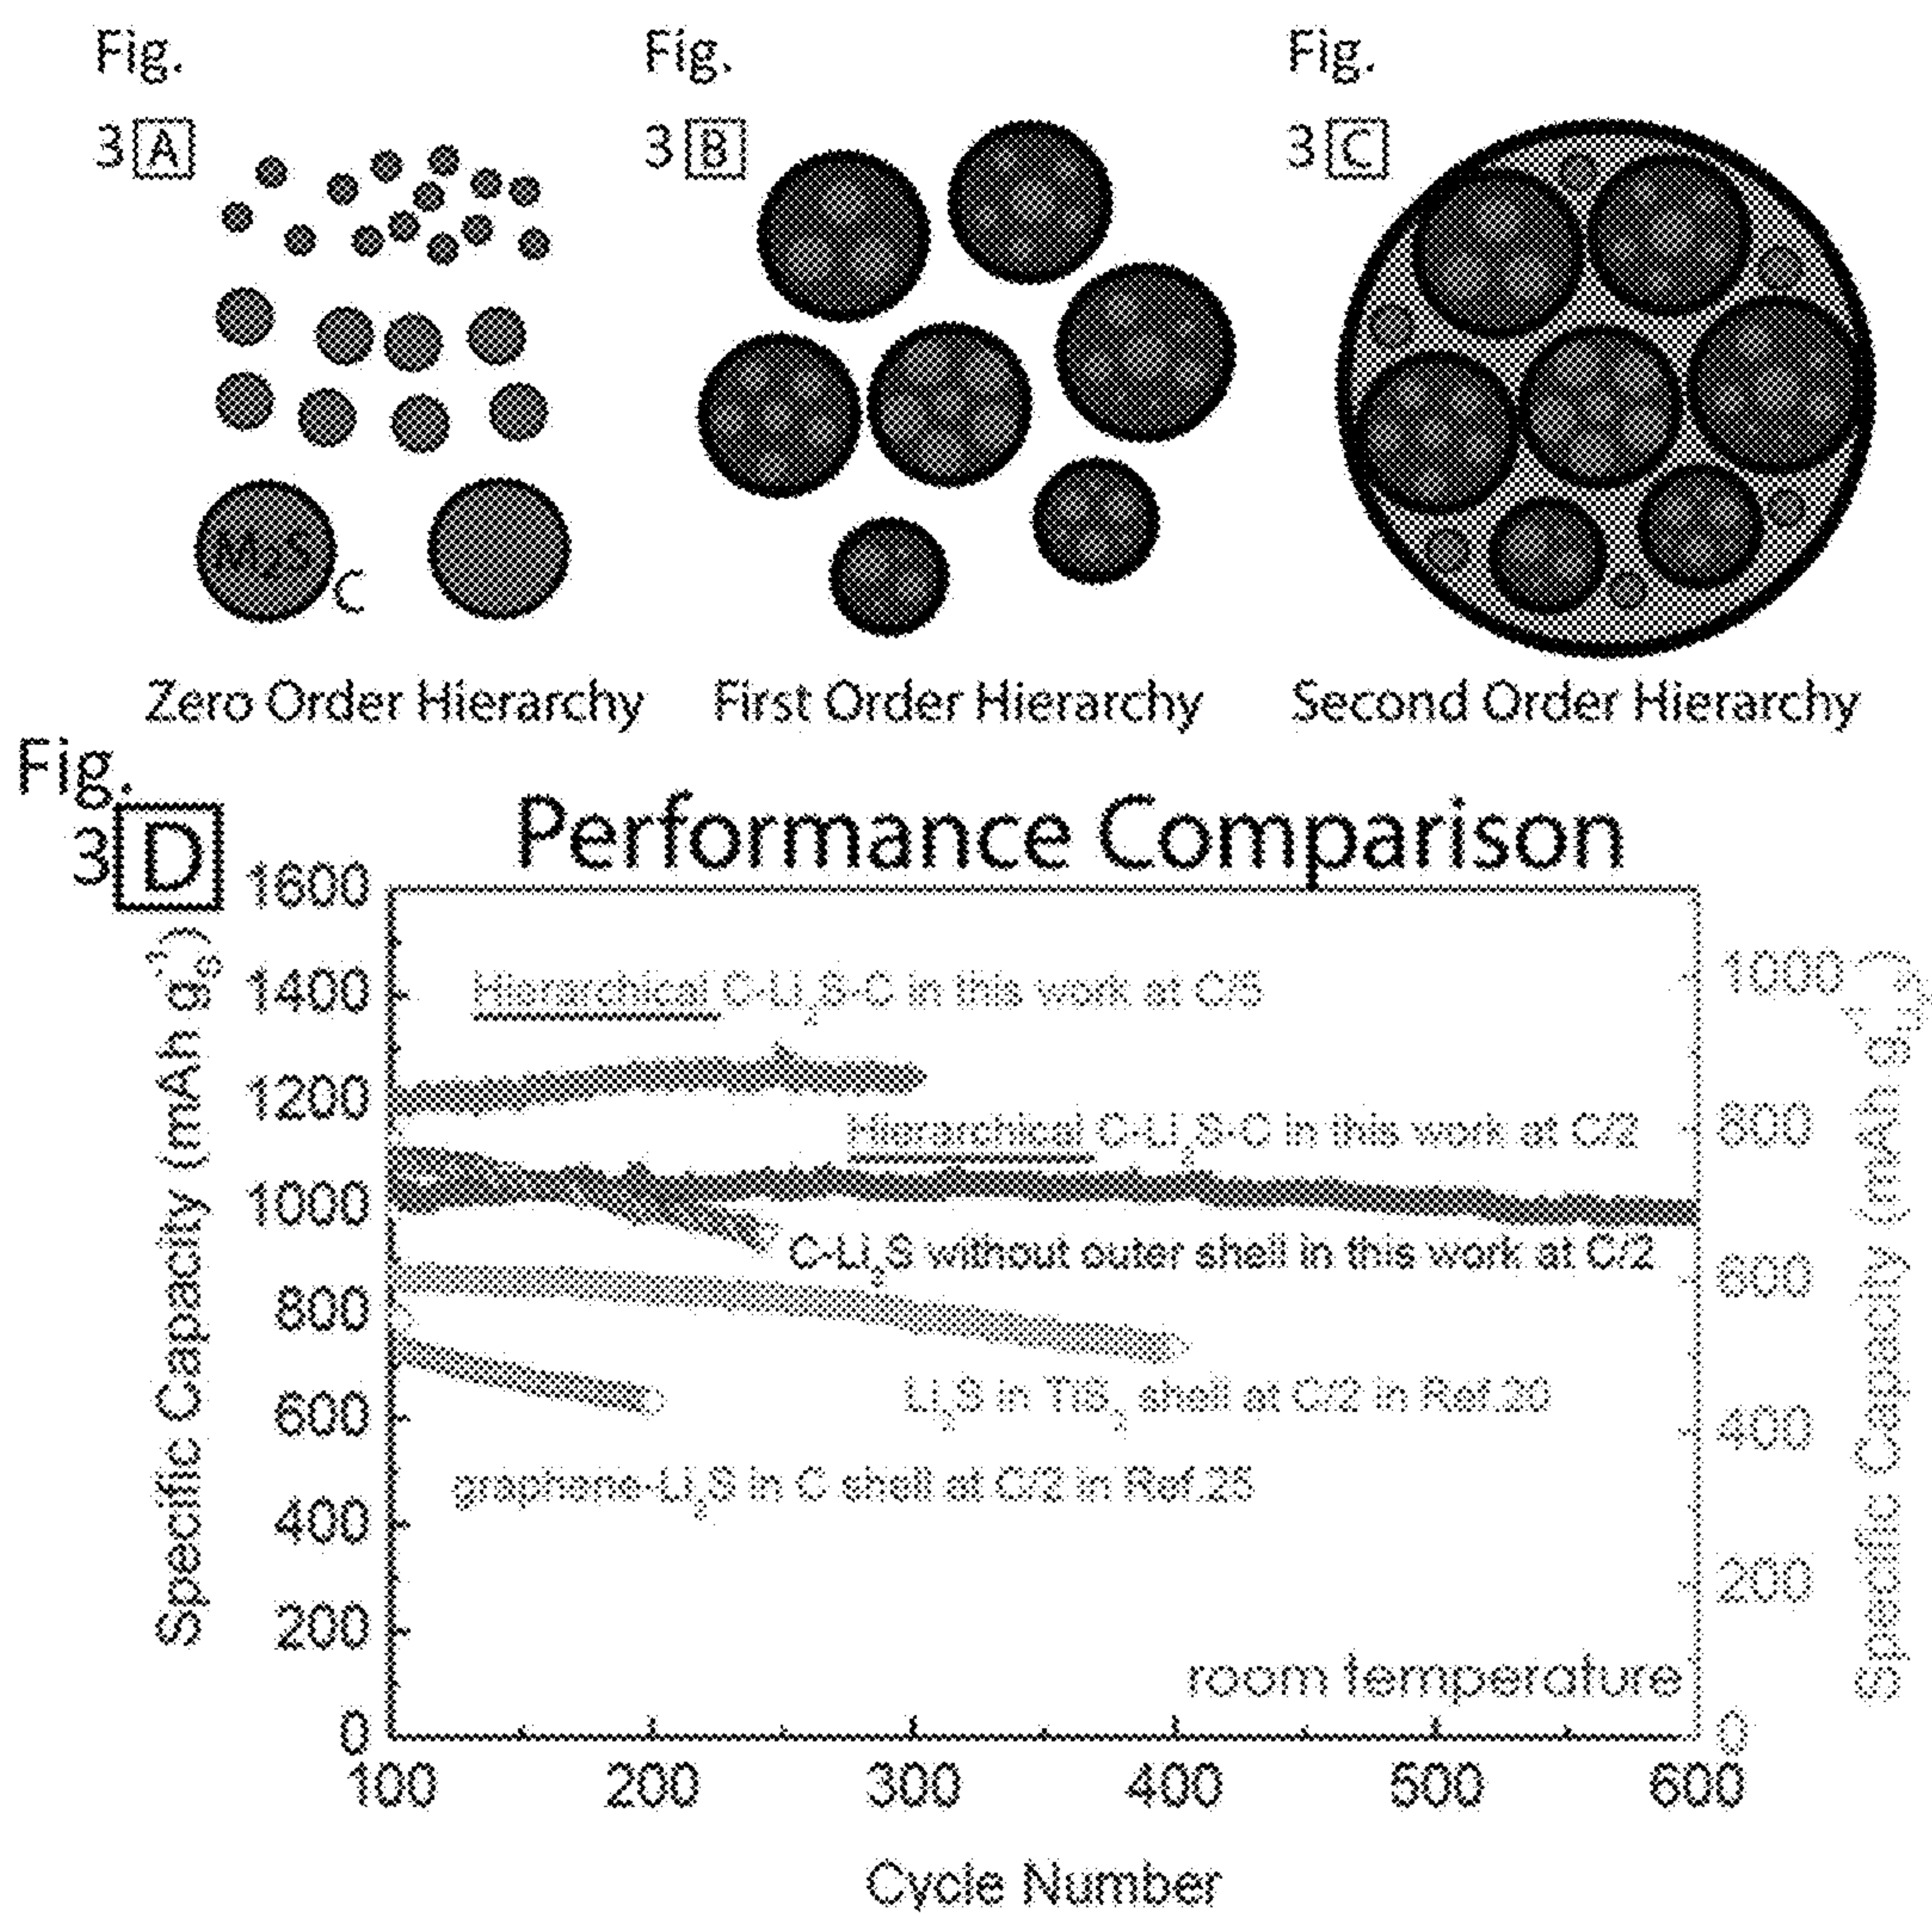 Fig.
3 A
Fig.
3 B
Fig.
3 C
M₂S
C
Zero Order Hierarchy
First Order Hierarchy
Second Order Hierarchy
Fig.
3 D
Performance Comparison
Specific Capacity (mAh g_S⁻¹)
1600
1400
1200
1000
800
600
400
200
0
Hierarchical C-Li₂S-C in this work at C/5
Hierarchical C-Li₂S-C in this work at C/2
C-Li₂S without outer shell in this work at C/2
Li₂S in TiS₂ shell at C/2 in Ref.20
graphene-Li₂S in C shell at C/2 in Ref.25
room temperature
1000
800
600
400
200
0
Specific Capacity (mAh
100
200
300
400
500
600
Cycle Number